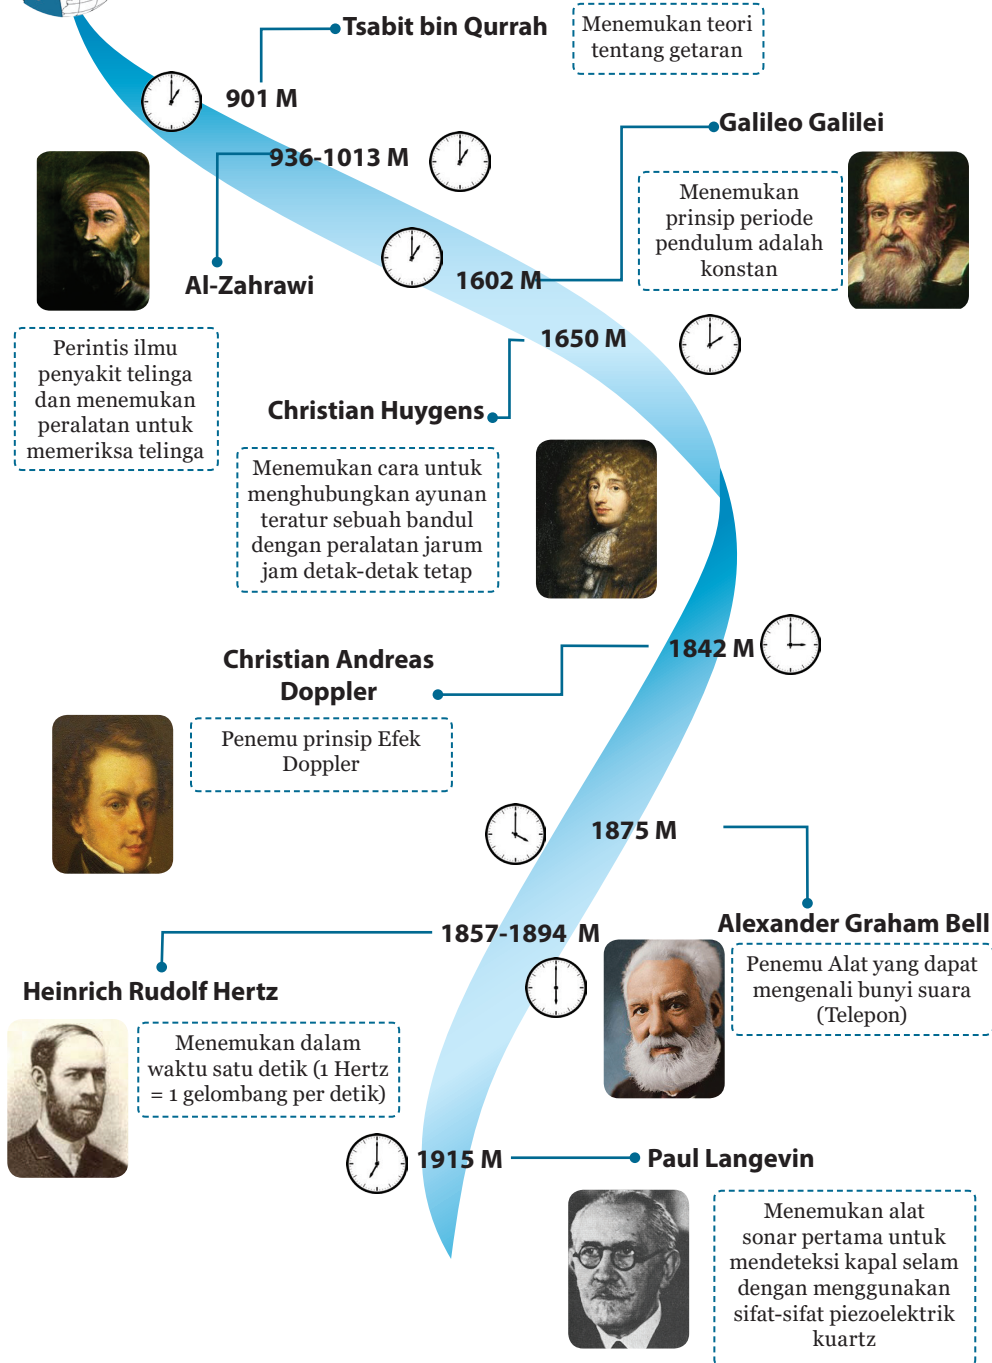 Tsabit bin Qurrah
Menemukan teori
tentang getaran
901 M
936-1013 M
Al-Zahrawi
Perintis ilmu
penyakit telinga
dan menemukan
peralatan untuk
memeriksa telinga
Galileo Galilei
Menemukan
prinsip periode
pendulum adalah
konstan
1602 M
1650 M
Christian Huygens
Menemukan cara untuk
menghubungkan ayunan
teratur sebuah bandul
dengan peralatan jarum
jam detak-detak tetap
1842 M
Christian Andreas
Doppler
Penemu prinsip Efek
Doppler
1875 M
Alexander Graham Bell
Penemu Alat yang dapat
mengenali bunyi suara
(Telepon)
1857-1894 M
Heinrich Rudolf Hertz
Menemukan dalam
waktu satu detik (1 Hertz
= 1 gelombang per detik)
1915 M
Paul Langevin
Menemukan alat
sonar pertama untuk
mendeteksi kapal selam
dengan menggunakan
sifat-sifat piezoelektrik
kuartz